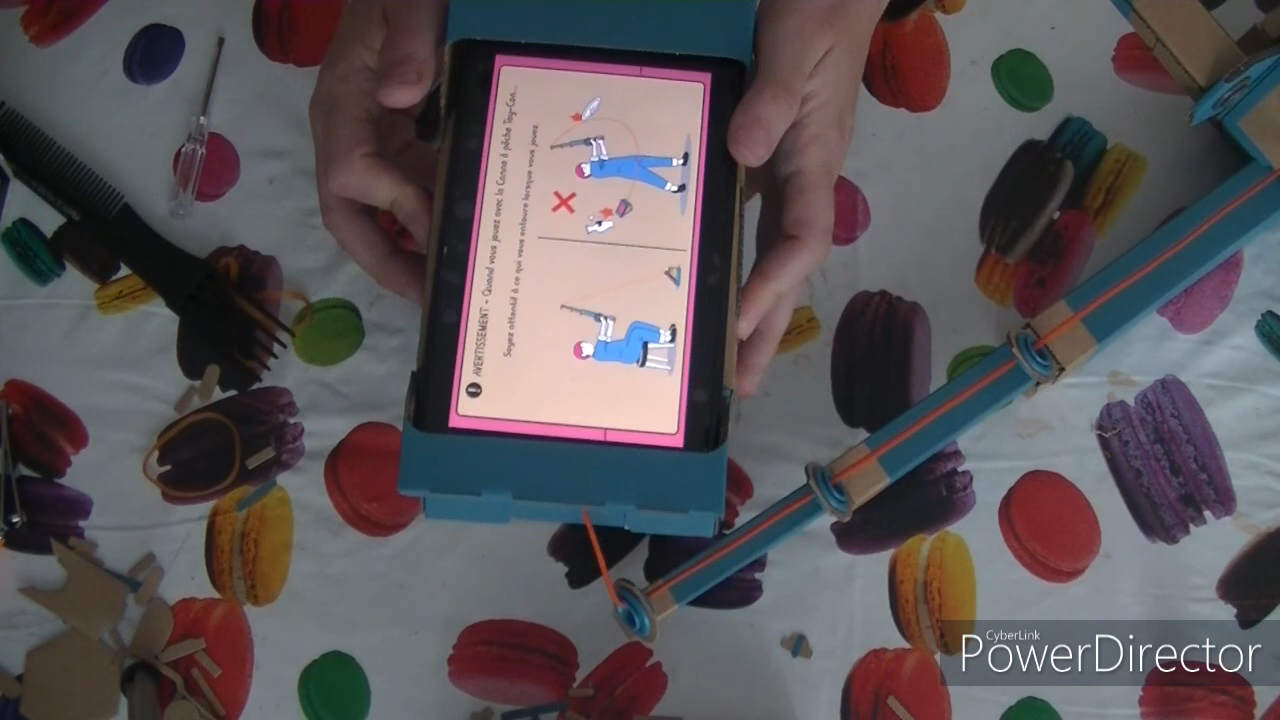 AVERTISSEMENT - Quand vous jouez avec la Canne à pêche Toy-Con...
Soyez attentif à ce qui vous entoure lorsque vous jouez.
CyberLink
PowerDirector